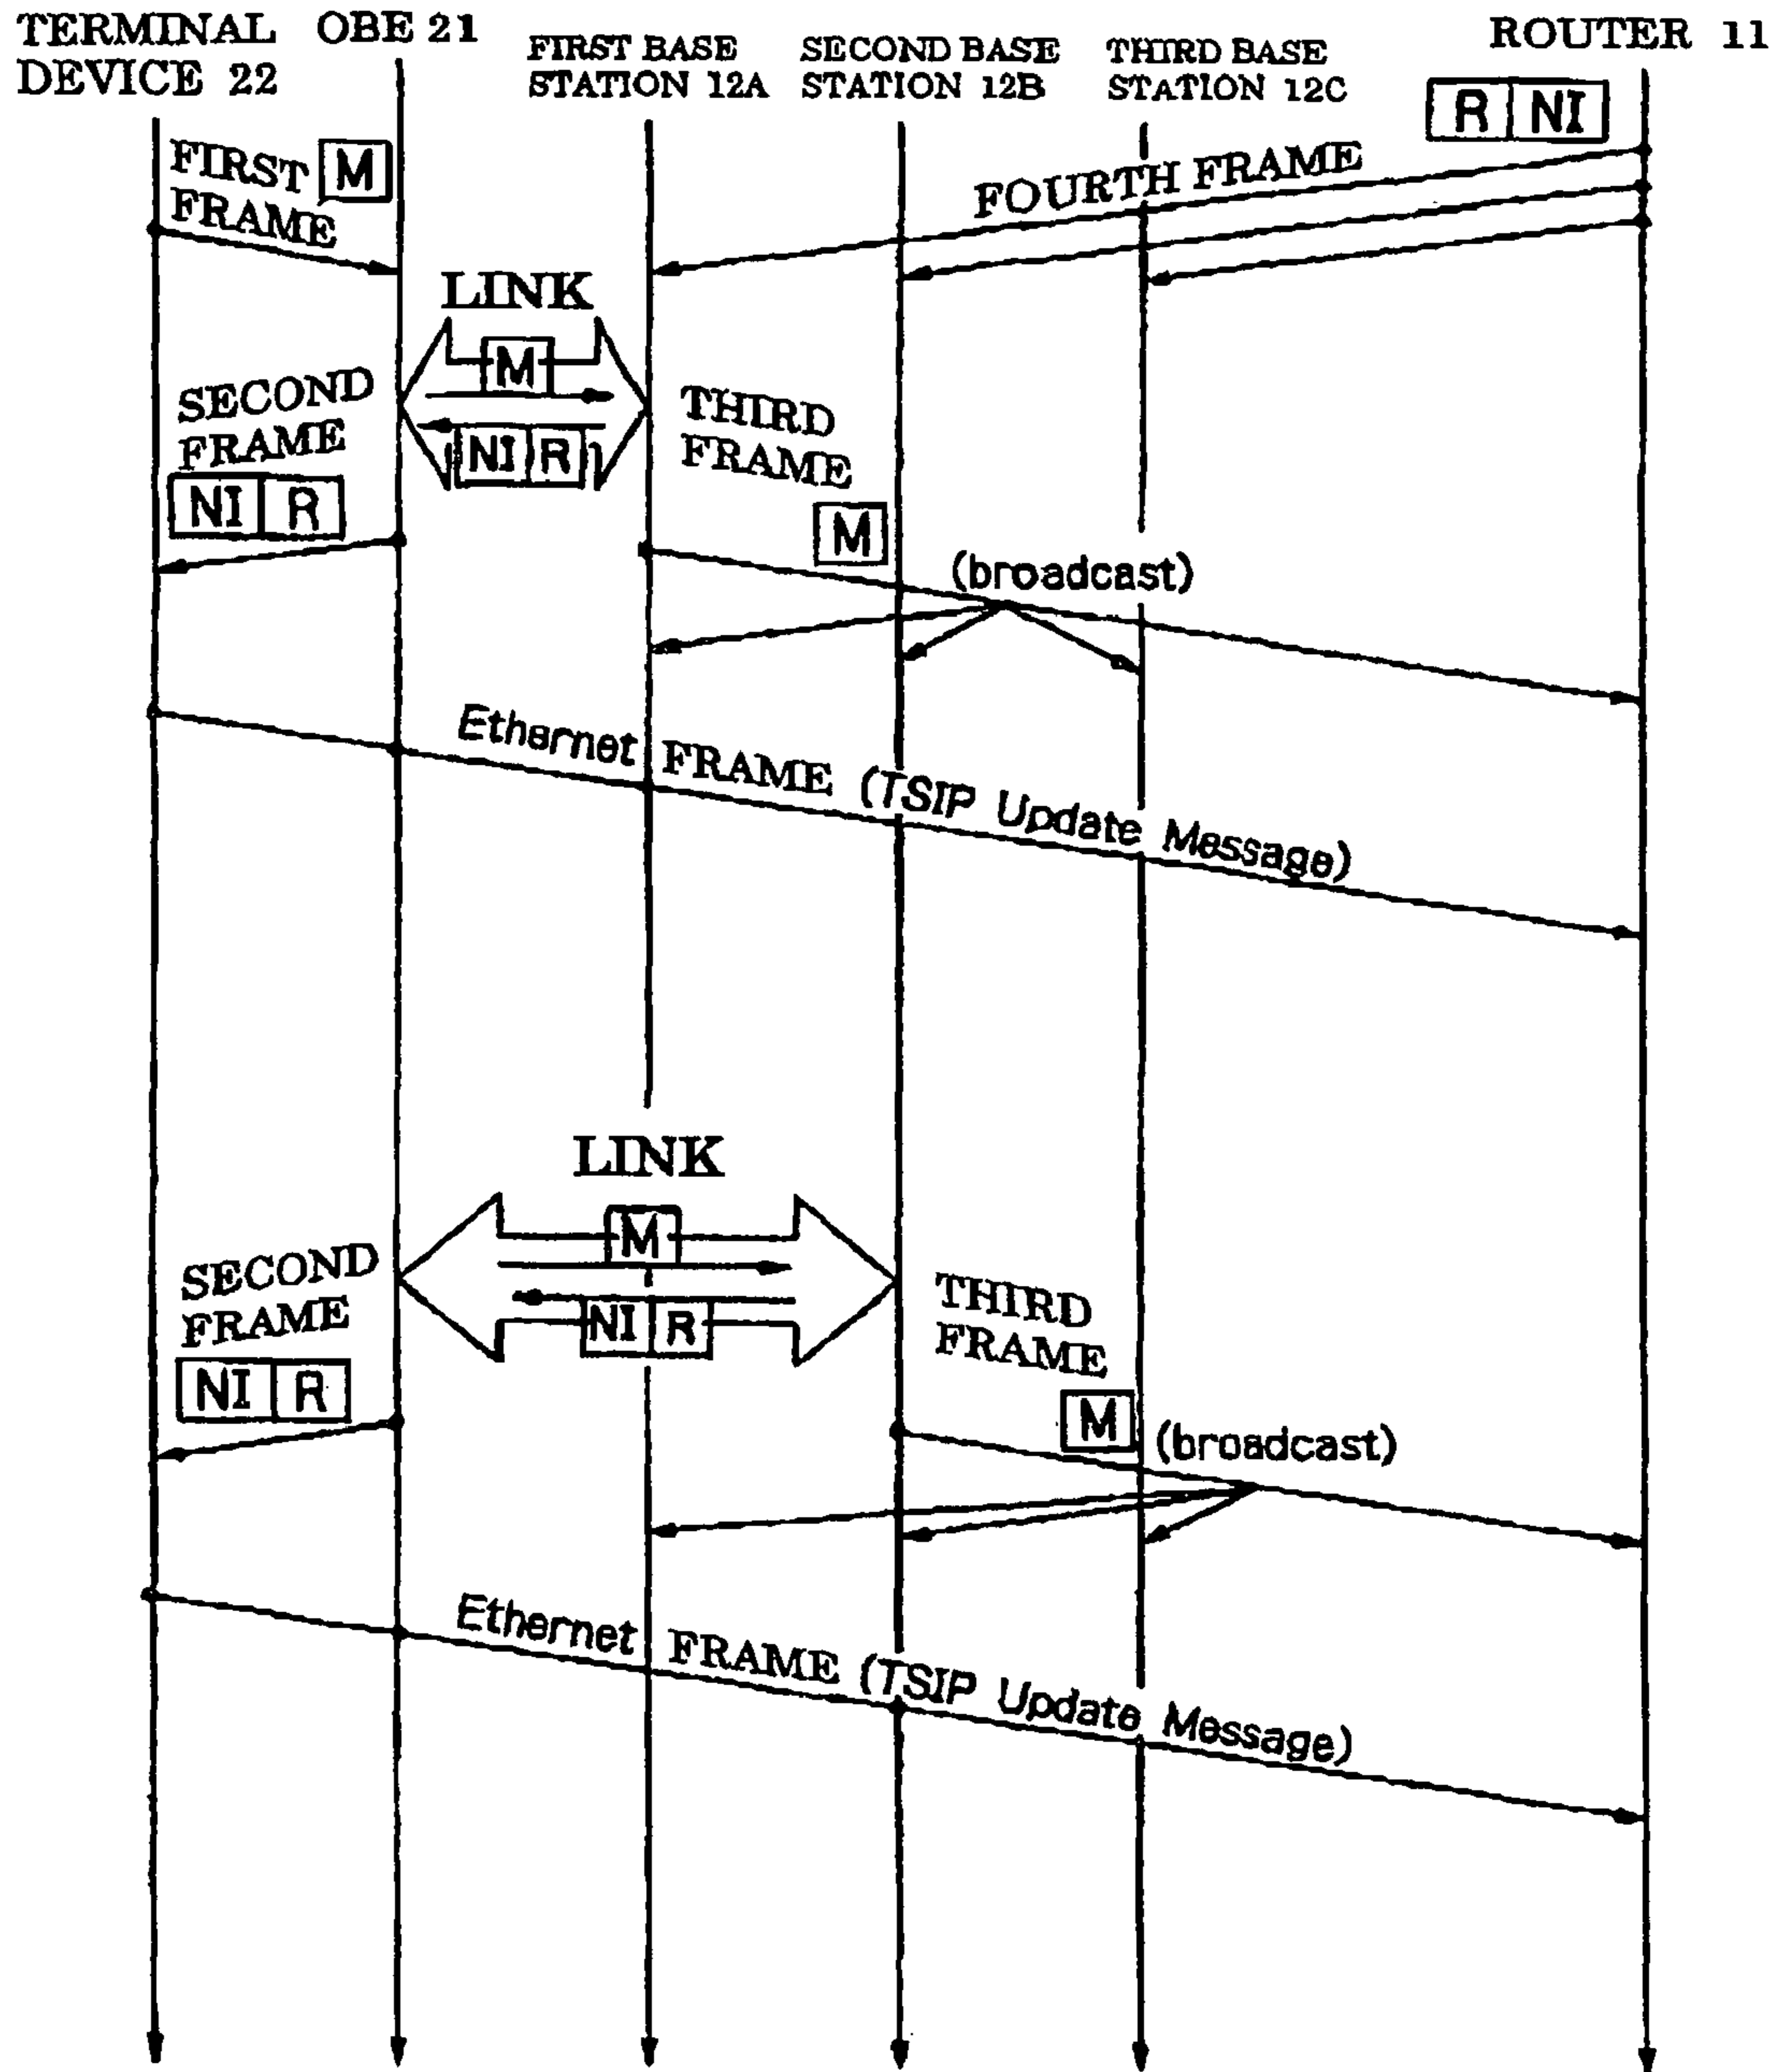 TERMINAL DEVICE 22
OBE 21
FIRST BASE STATION 12A
SECOND BASE STATION 12B
THIRD BASE STATION 12C
ROUTER 11
R NI
FIRST FRAME
M
FOURTH FRAME
LINK
M
NI R
SECOND FRAME
NI R
THIRD FRAME
M
(broadcast)
Ethernet FRAME (TSIP Update Message)
LINK
M
NI R
SECOND FRAME
NI R
THIRD FRAME
M
(broadcast)
Ethernet FRAME (TSIP Update Message)